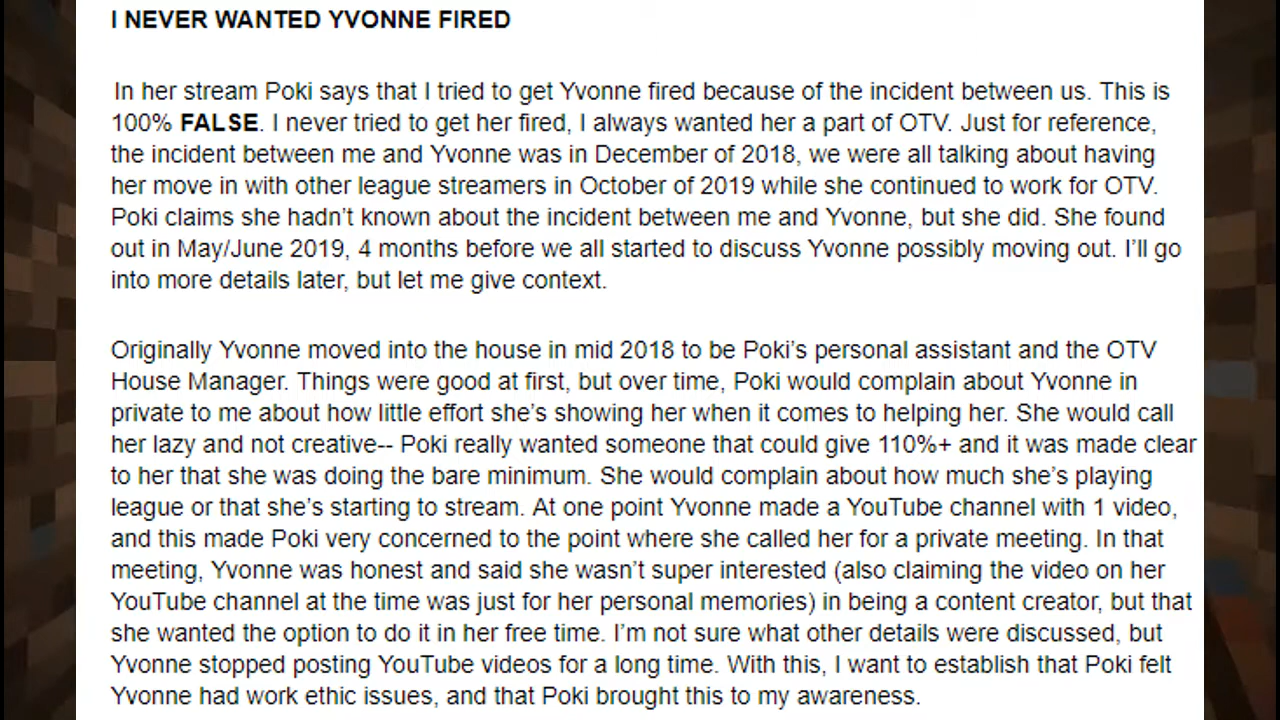 I NEVER WANTED YVONNE FIRED
In her stream Poki says that I tried to get Yvonne fired because of the incident between us. This is
100% FALSE. I never tried to get her fired, I always wanted her a part of OTV. Just for reference,
the incident between me and Yvonne was in December of 2018, we were all talking about having
her move in with other league streamers in October of 2019 while she continued to work for OTV.
Poki claims she hadn’t known about the incident between me and Yvonne, but she did. She found
out in May/June 2019, 4 months before we all started to discuss Yvonne possibly moving out. I’ll go
into more details later, but let me give context.
Originally Yvonne moved into the house in mid 2018 to be Poki’s personal assistant and the OTV
House Manager. Things were good at first, but over time, Poki would complain about Yvonne in
private to me about how little effort she’s showing her when it comes to helping her. She would call
her lazy and not creative-- Poki really wanted someone that could give 110%+ and it was made clear
to her that she was doing the bare minimum. She would complain about how much she’s playing
league or that she’s starting to stream. At one point Yvonne made a YouTube channel with 1 video,
and this made Poki very concerned to the point where she called her for a private meeting. In that
meeting, Yvonne was honest and said she wasn’t super interested (also claiming the video on her
YouTube channel at the time was just for her personal memories) in being a content creator, but that
she wanted the option to do it in her free time. I’m not sure what other details were discussed, but
Yvonne stopped posting YouTube videos for a long time. With this, I want to establish that Poki felt
Yvonne had work ethic issues, and that Poki brought this to my awareness.